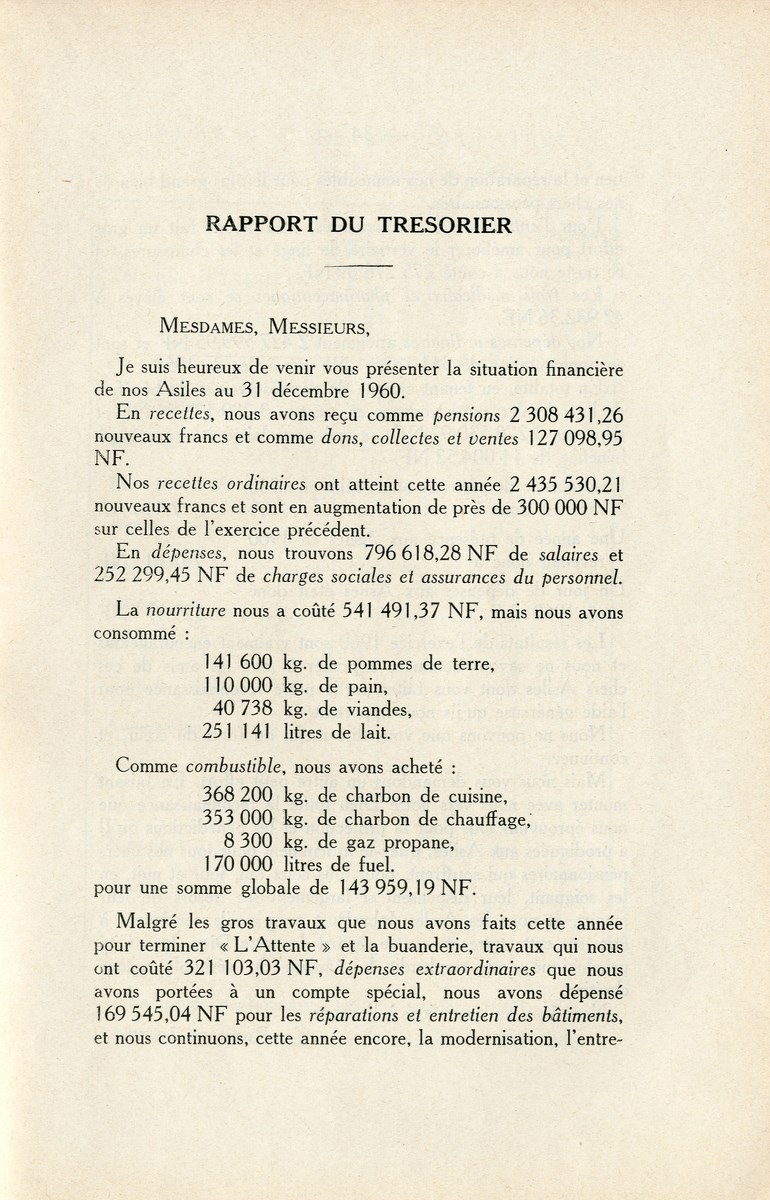 RAPPORT DU TRESORIER
MESDAMES, MESSIEURS,
Je suis heureux de venir vous présenter la situation financière
de nos Asiles au 31 décembre 1960.
En recettes, nous avons reçu comme pensions 2 308 431,26
nouveaux francs et comme dons, collectes et ventes 127 098,95
NF.
Nos recettes ordinaires ont atteint cette année 2 435 530,21
nouveaux francs et sont en augmentation de près de 300 000 NF
sur celles de l'exercice précédent.
En dépenses, nous trouvons 796 618,28 NF de salaires et
252 299,45 NF de charges sociales et assurances du personnel.
La nourriture nous a coûté 541 491,37 NF, mais nous avons
consommé :
141 600 kg. de pommes de terre,
110 000 kg. de pain,
40 738 kg. de viandes,
251 141 litres de lait.
Comme combustible, nous avons acheté :
368 200 kg. de charbon de cuisine,
353 000 kg. de charbon de chauffage,
8 300 kg. de gaz propane,
170 000 litres de fuel.
pour une somme globale de 143 959,19 NF.
Malgré les gros travaux que nous avons faits cette année
pour terminer « L'Attente » et la buanderie, travaux qui nous
ont coûté 321 103,03 NF, dépenses extraordinaires que nous
avons portées à un compte spécial, nous avons dépensé
169 545,04 NF pour les réparations et entretien des bâtiments,
et nous continuons, cette année encore, la modernisation, l'entre-